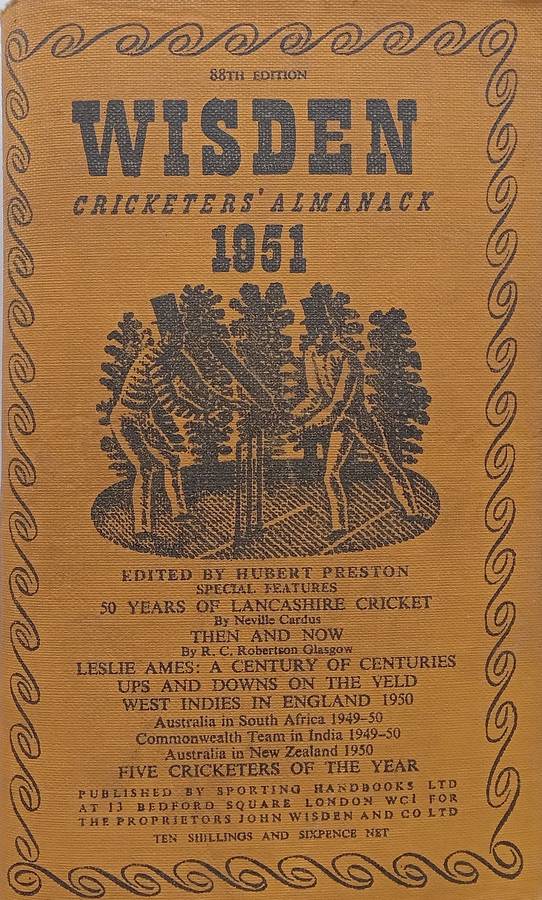 88TH EDITION
WISDEN
CRICKETERS' ALMANACK
1951
EDITED BY HUBERT PRESTON
SPECIAL FEATURES
50 YEARS OF LANCASHIRE CRICKET
By Neville Cardus
THEN AND NOW
By R. C. Robertson Glasgow
LESLIE AMES: A CENTURY OF CENTURIES
UPS AND DOWNS ON THE VELD
WEST INDIES IN ENGLAND 1950
Australia in South Africa 1949-50
Commonwealth Team in India 1949-50
Australia in New Zealand 1950
FIVE CRICKETERS OF THE YEAR
PUBLISHED BY SPORTING HANDBOOKS LTD
AT 13 BEDFORD SQUARE LONDON WC1 FOR
THE PROPRIETORS JOHN WISDEN AND CO LTD
TEN SHILLINGS AND SIXPENCE NET